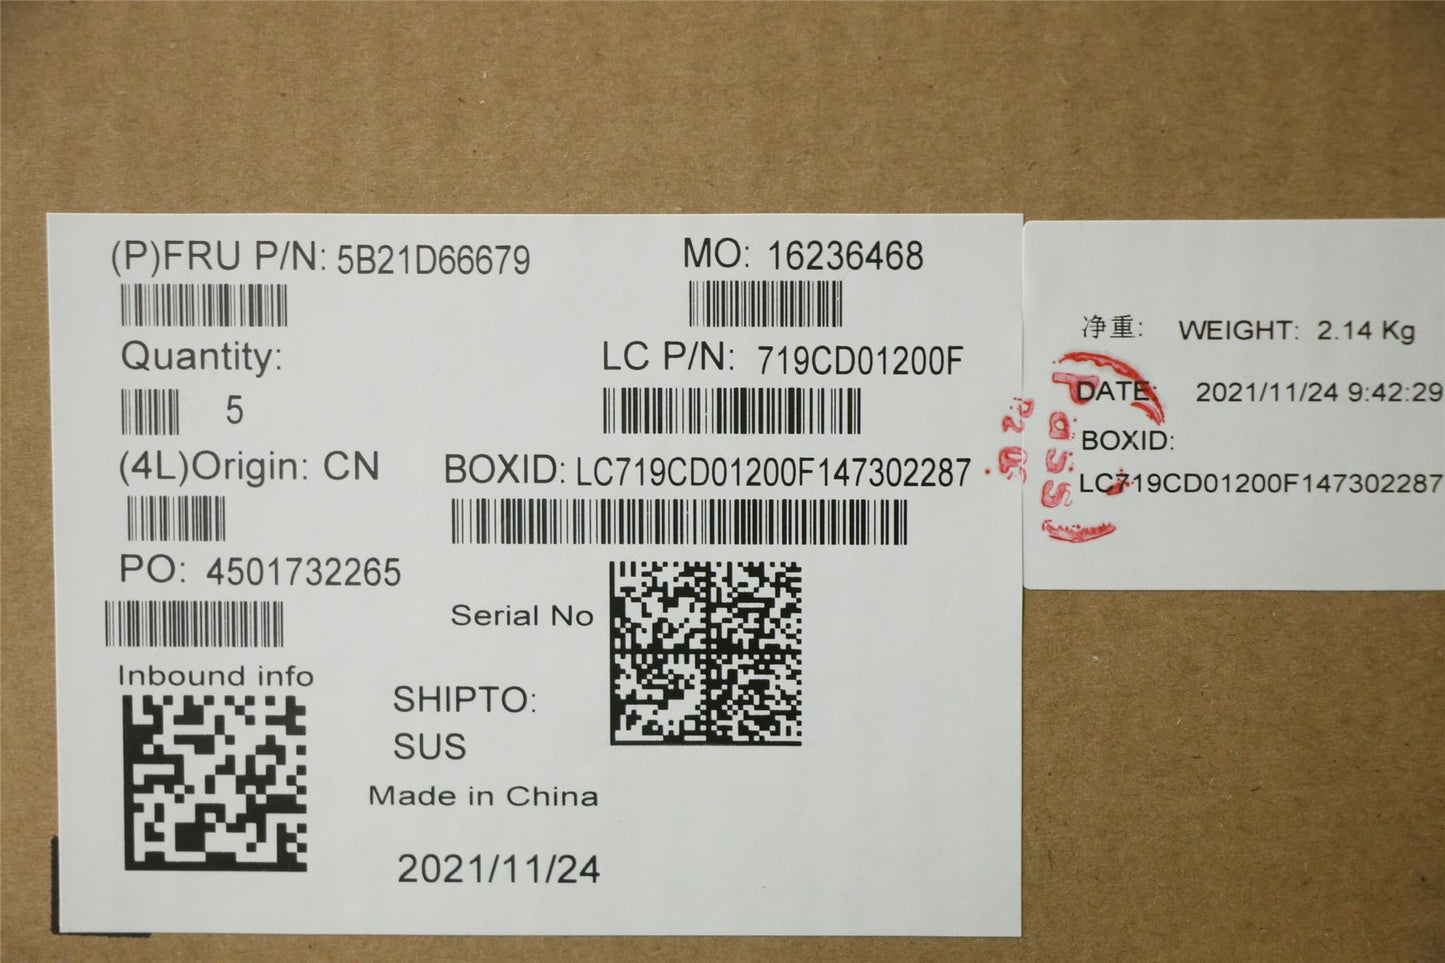 (P)FRU P/N: 5B21D66679
MO: 16236468
Quantity:
5
LC P/N: 719CD01200F
(4L)Origin: CN
BOXID: LC719CD01200F147302287
PO: 4501732265
Serial No
Inbound info
SHIPTO:
SUS
Made in China
2021/11/24
净重: WEIGHT: 2.14 Kg
DATE: 2021/11/24 9:42:29
BOXID:
LC719CD01200F147302287
Pass